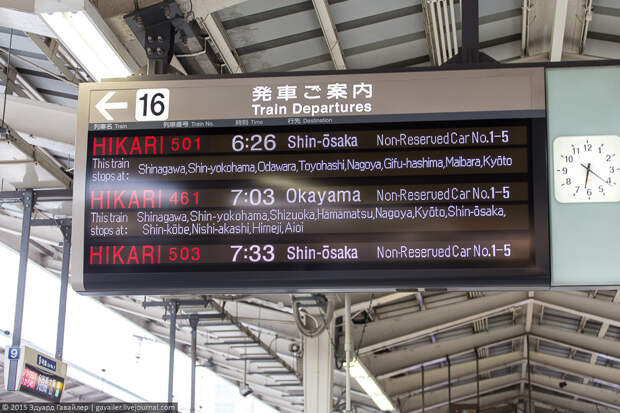 16 発車ご案内
Train Departures
列車名 Train 列車番号 Train No. 時刻 Time 行先 Destination
HIKARI 501 6:26 Shin-ōsaka Non-Reserved Car No.1-5
This train stops at: Shinagawa,Shin-yokohama,Odawara,Toyohashi,Nagoya,Gifu-hashima,Maibara,Kyōto
HIKARI 461 7:03 Okayama Non-Reserved Car No.1-5
This train stops at: Shinagawa,Shin-yokohama,Shizuoka,Hamamatsu,Nagoya,Kyōto,Shin-ōsaka,
Shin-kōbe,Nishi-akashi,Himeji,Aioi
HIKARI 503 7:33 Shin-ōsaka Non-Reserved Car No.1-5
9
© 2015 Эдуард Гавайлер (gavailer.livejournal.com)